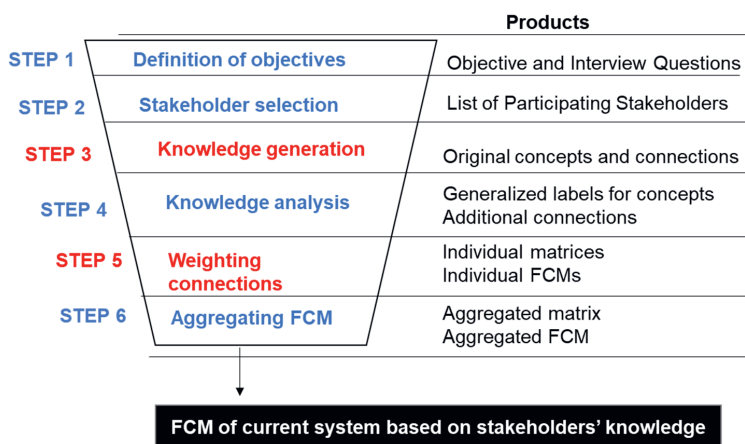 Products
STEP 1 Definition of objectives Objective and Interview Questions
STEP 2 Stakeholder selection List of Participating Stakeholders
STEP 3 Knowledge generation Original concepts and connections
STEP 4 Knowledge analysis Generalized labels for concepts
Additional connections
STEP 5 Weighting connections Individual matrices
Individual FCMs
STEP 6 Aggregating FCM Aggregated matrix
Aggregated FCM
FCM of current system based on stakeholders’ knowledge